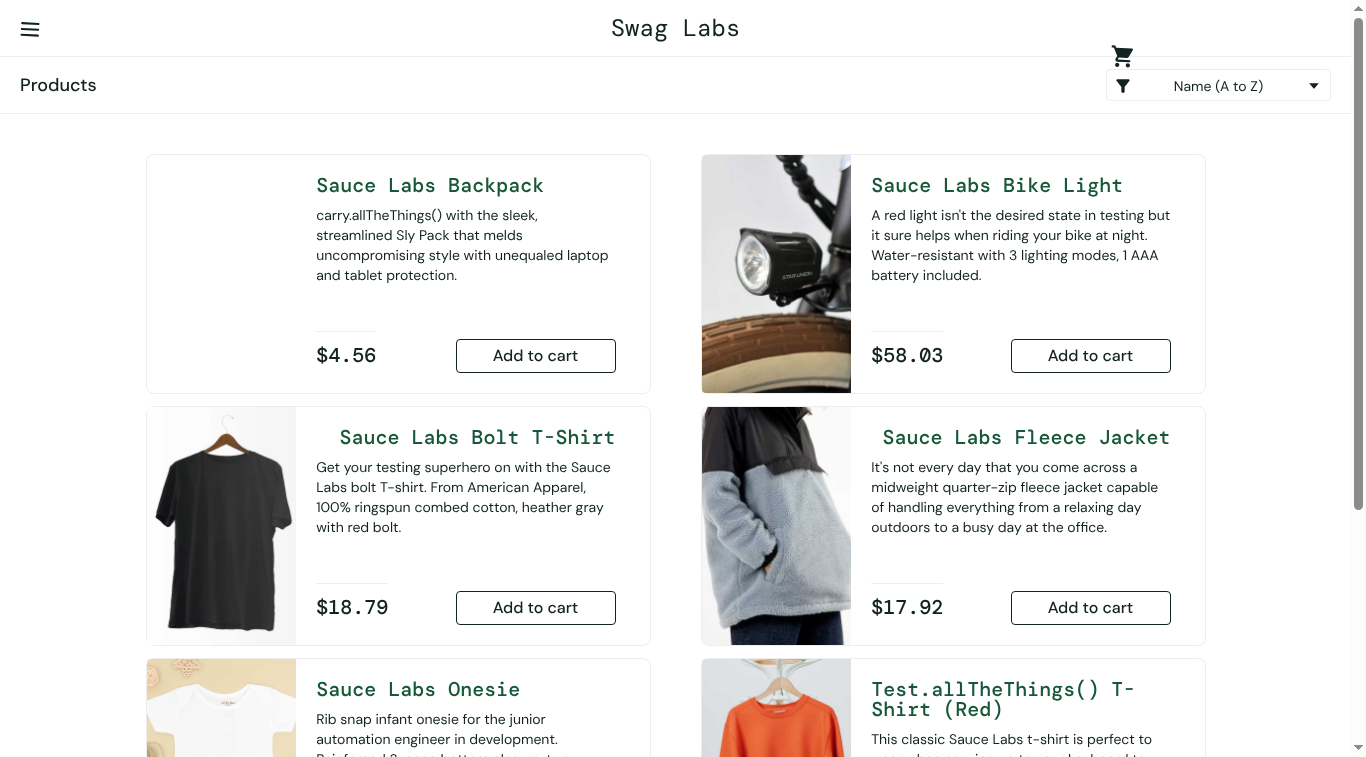 Swag Labs
Products
Name (A to Z)
Sauce Labs Backpack
carry.allTheThings() with the sleek,
streamlined Sly Pack that melds
uncompromising style with unequaled laptop
and tablet protection.
$4.56
Add to cart
Sauce Labs Bike Light
A red light isn't the desired state in testing but
it sure helps when riding your bike at night.
Water-resistant with 3 lighting modes, 1 AAA
battery included.
$58.03
Add to cart
Sauce Labs Bolt T-Shirt
Get your testing superhero on with the Sauce
Labs bolt T-shirt. From American Apparel,
100% ringspun combed cotton, heather gray
with red bolt.
$18.79
Add to cart
Sauce Labs Fleece Jacket
It's not every day that you come across a
midweight quarter-zip fleece jacket capable
of handling everything from a relaxing day
outdoors to a busy day at the office.
$17.92
Add to cart
Sauce Labs Onesie
Rib snap infant onesie for the junior
automation engineer in development.
Test.allTheThings() T-
Shirt (Red)
This classic Sauce Labs t-shirt is perfect to